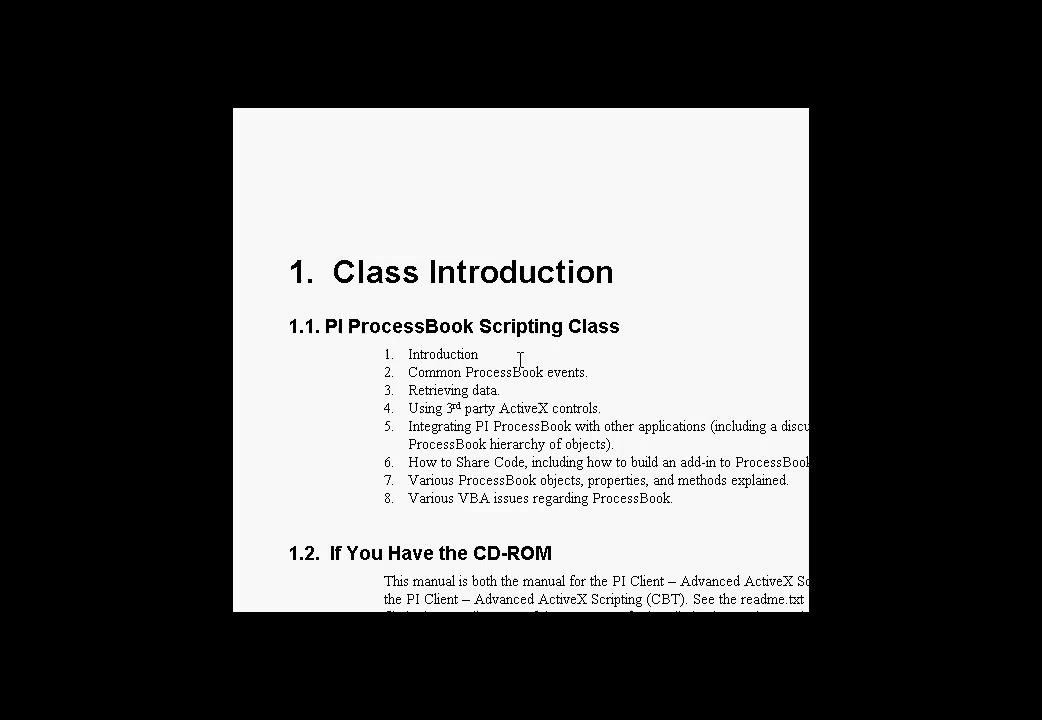 1. Class Introduction
1.1. PI ProcessBook Scripting Class
1. Introduction
2. Common ProcessBook events.
3. Retrieving data.
4. Using 3rd party ActiveX controls.
5. Integrating PI ProcessBook with other applications (including a discu
ProcessBook hierarchy of objects).
6. How to Share Code, including how to build an add-in to ProcessBook
7. Various ProcessBook objects, properties, and methods explained.
8. Various VBA issues regarding ProcessBook.
1.2. If You Have the CD-ROM
This manual is both the manual for the PI Client – Advanced ActiveX Sc
the PI Client – Advanced ActiveX Scripting (CBT). See the readme.txt